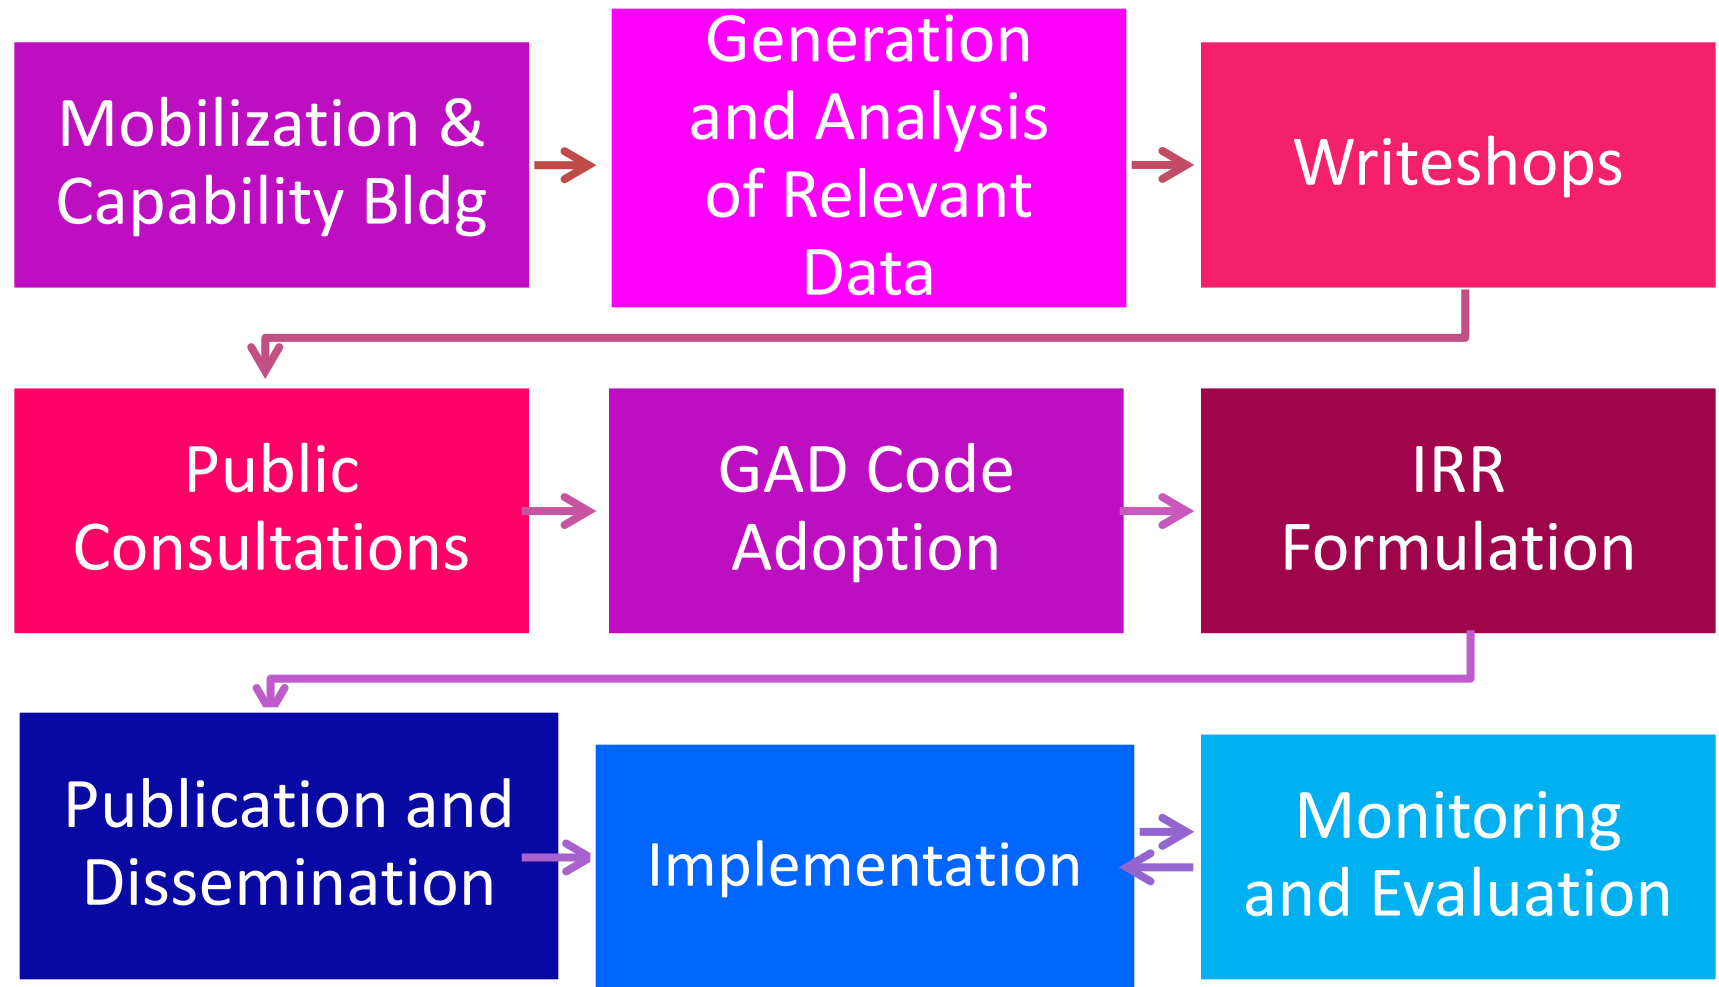 Mobilization &
Capability Bldg
Generation
and Analysis
of Relevant
Data
Writeshops
Public
Consultations
GAD Code
Adoption
IRR
Formulation
Publication and
Dissemination
Implementation
Monitoring
and Evaluation